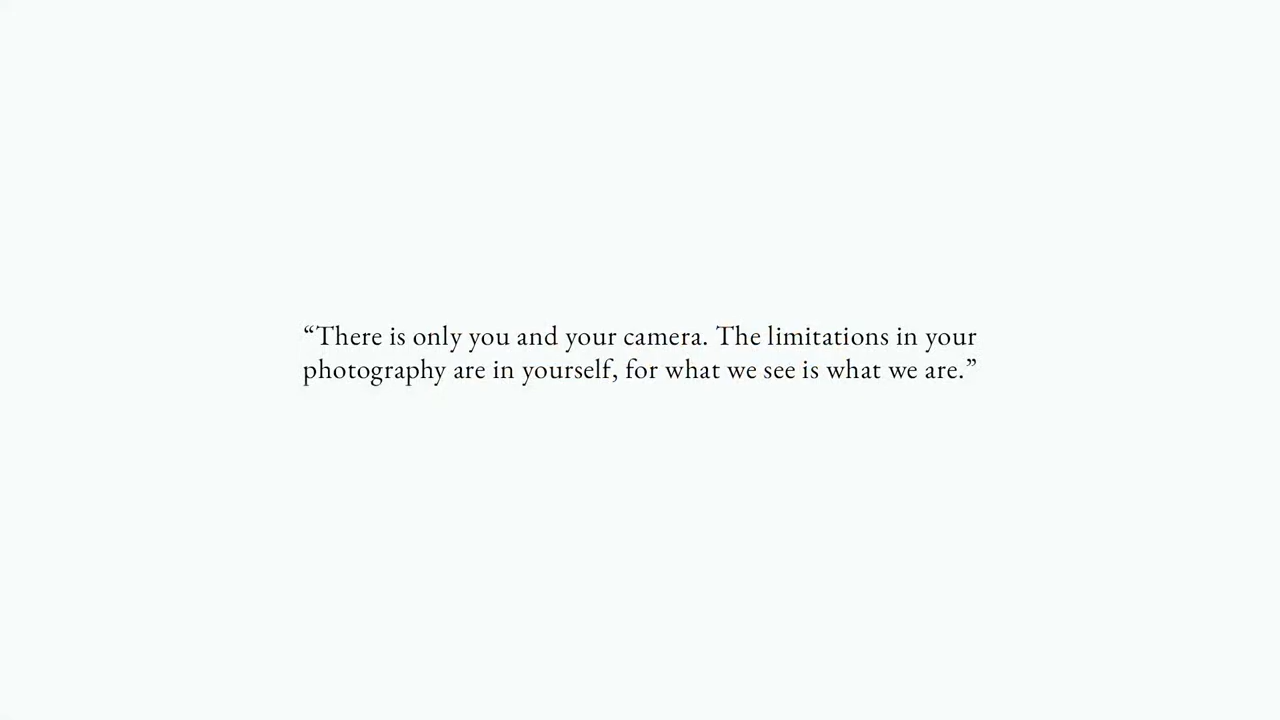 “There is only you and your camera. The limitations in your
photography are in yourself, for what we see is what we are.”